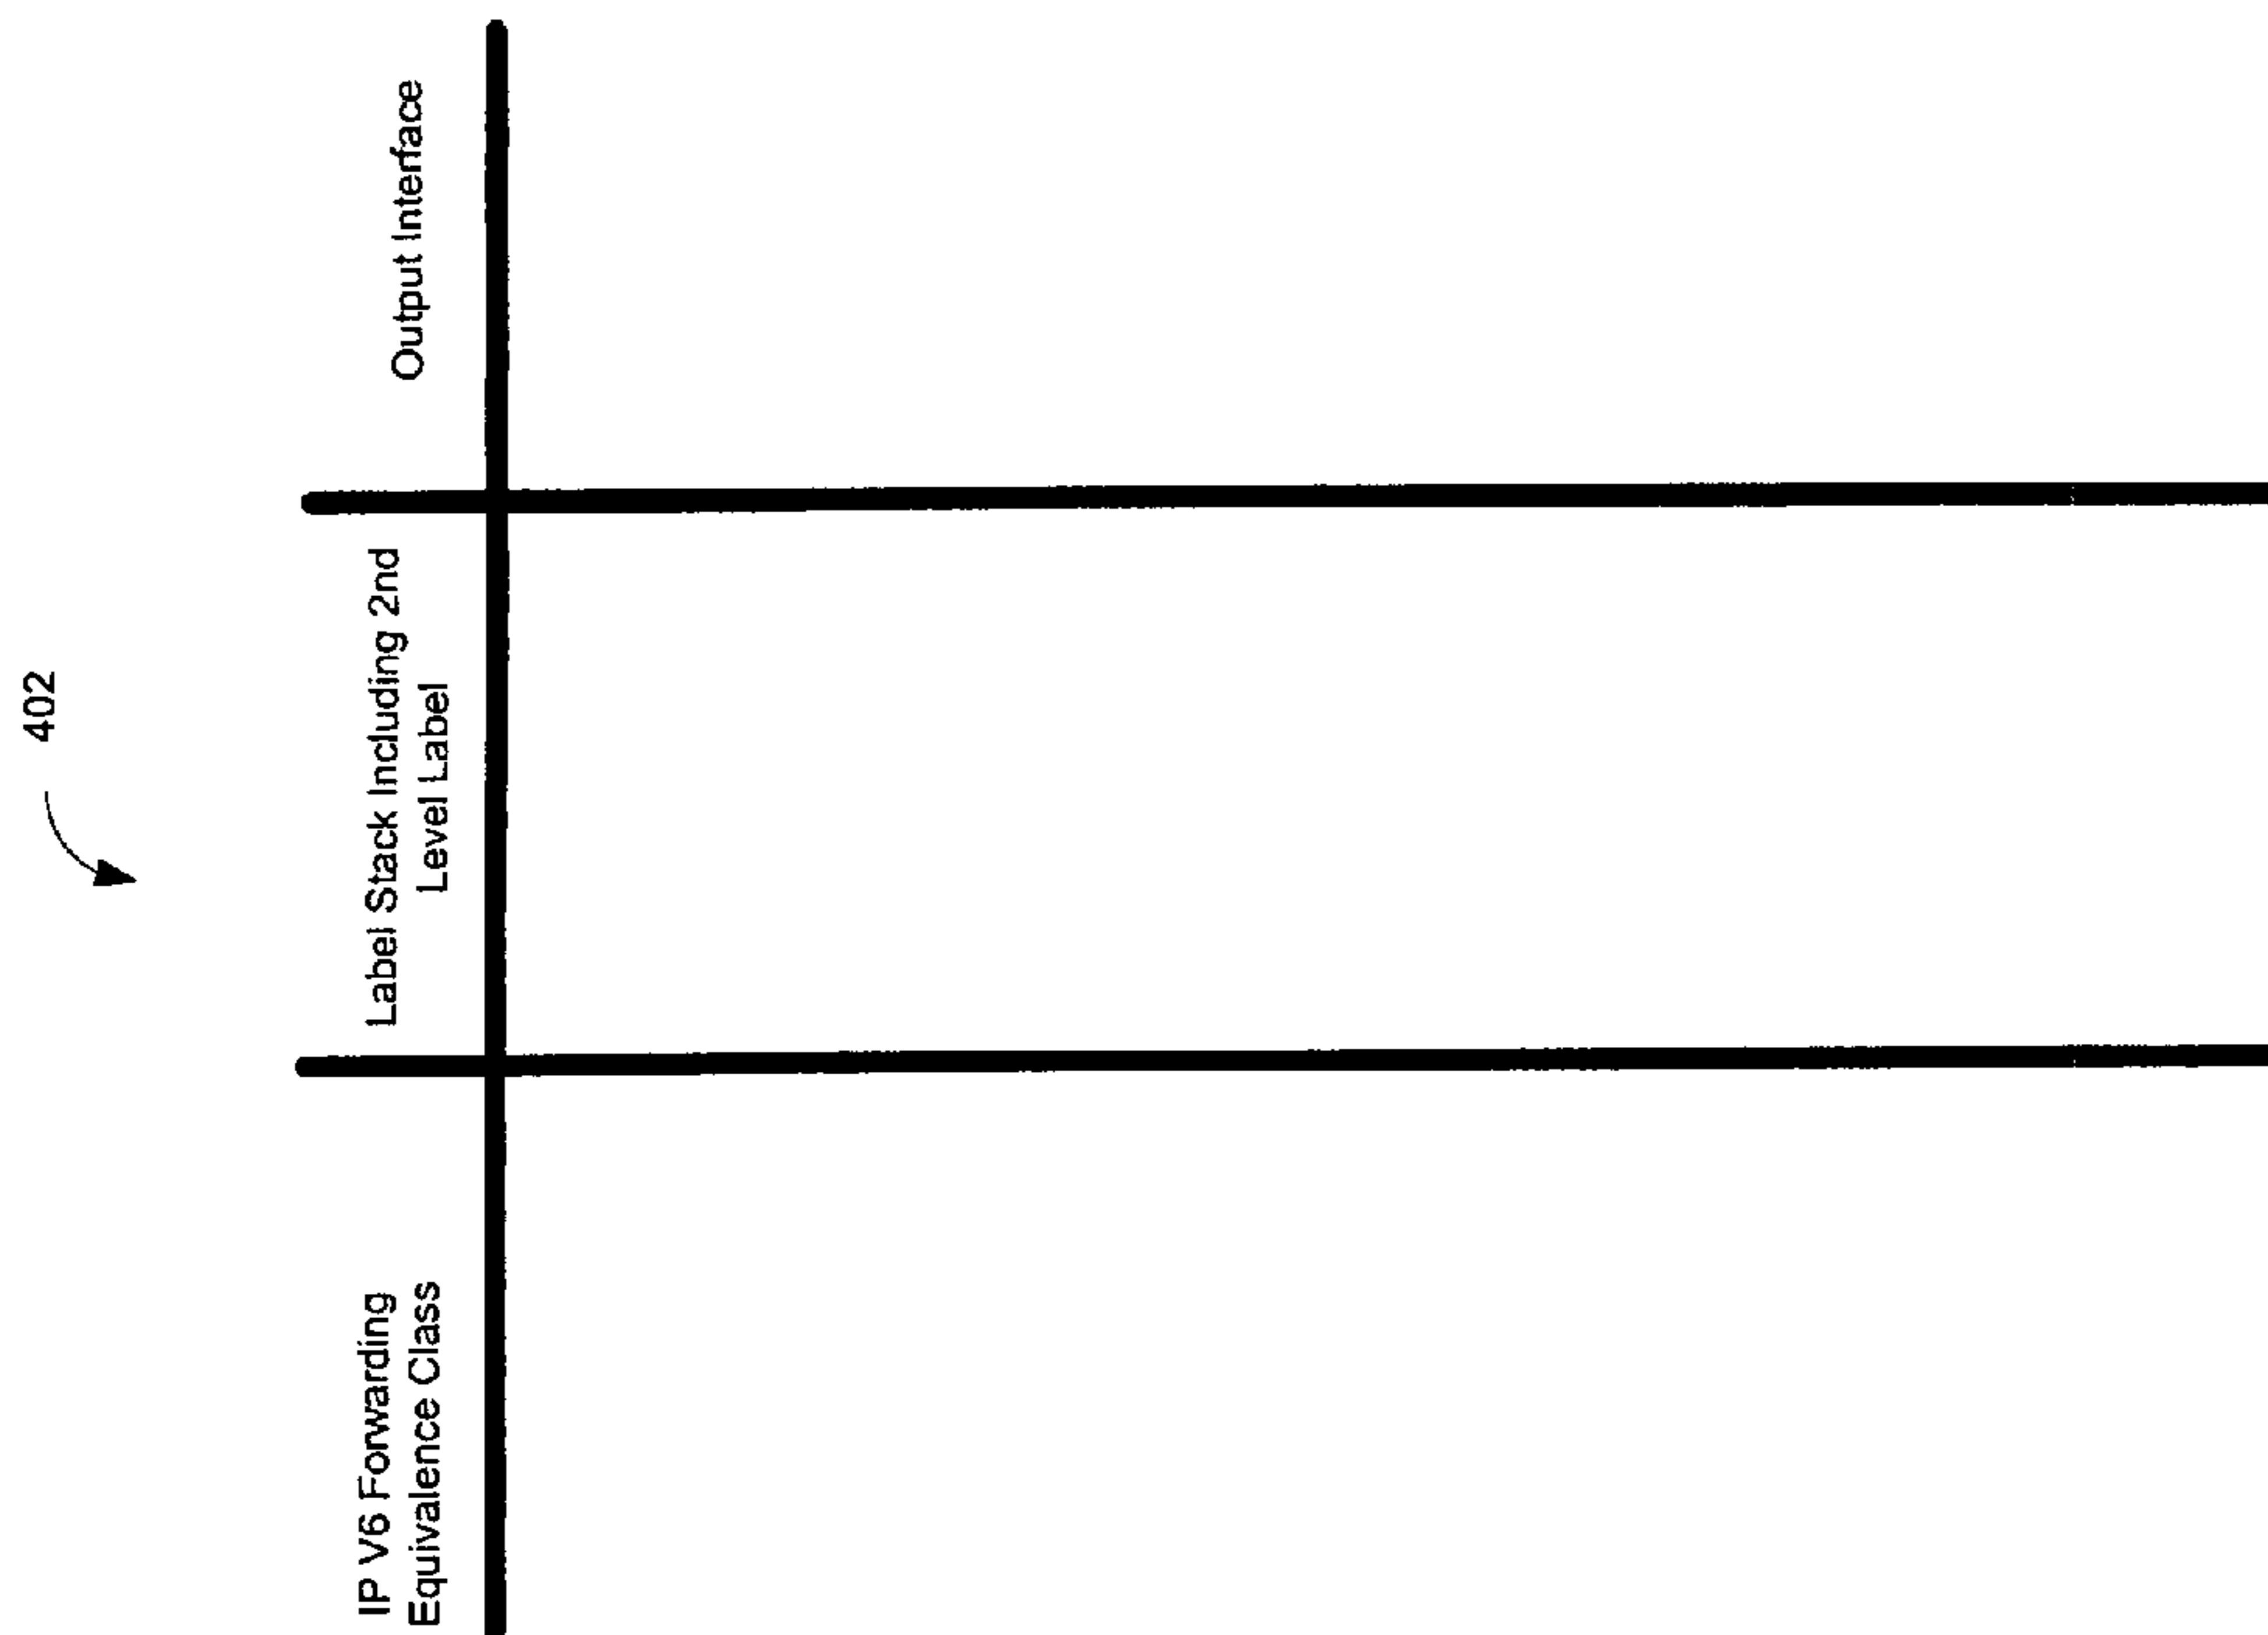 402
IP V6 Forwarding
Equivalence Class
Label Stack Including 2nd
Level Label
Output Interface